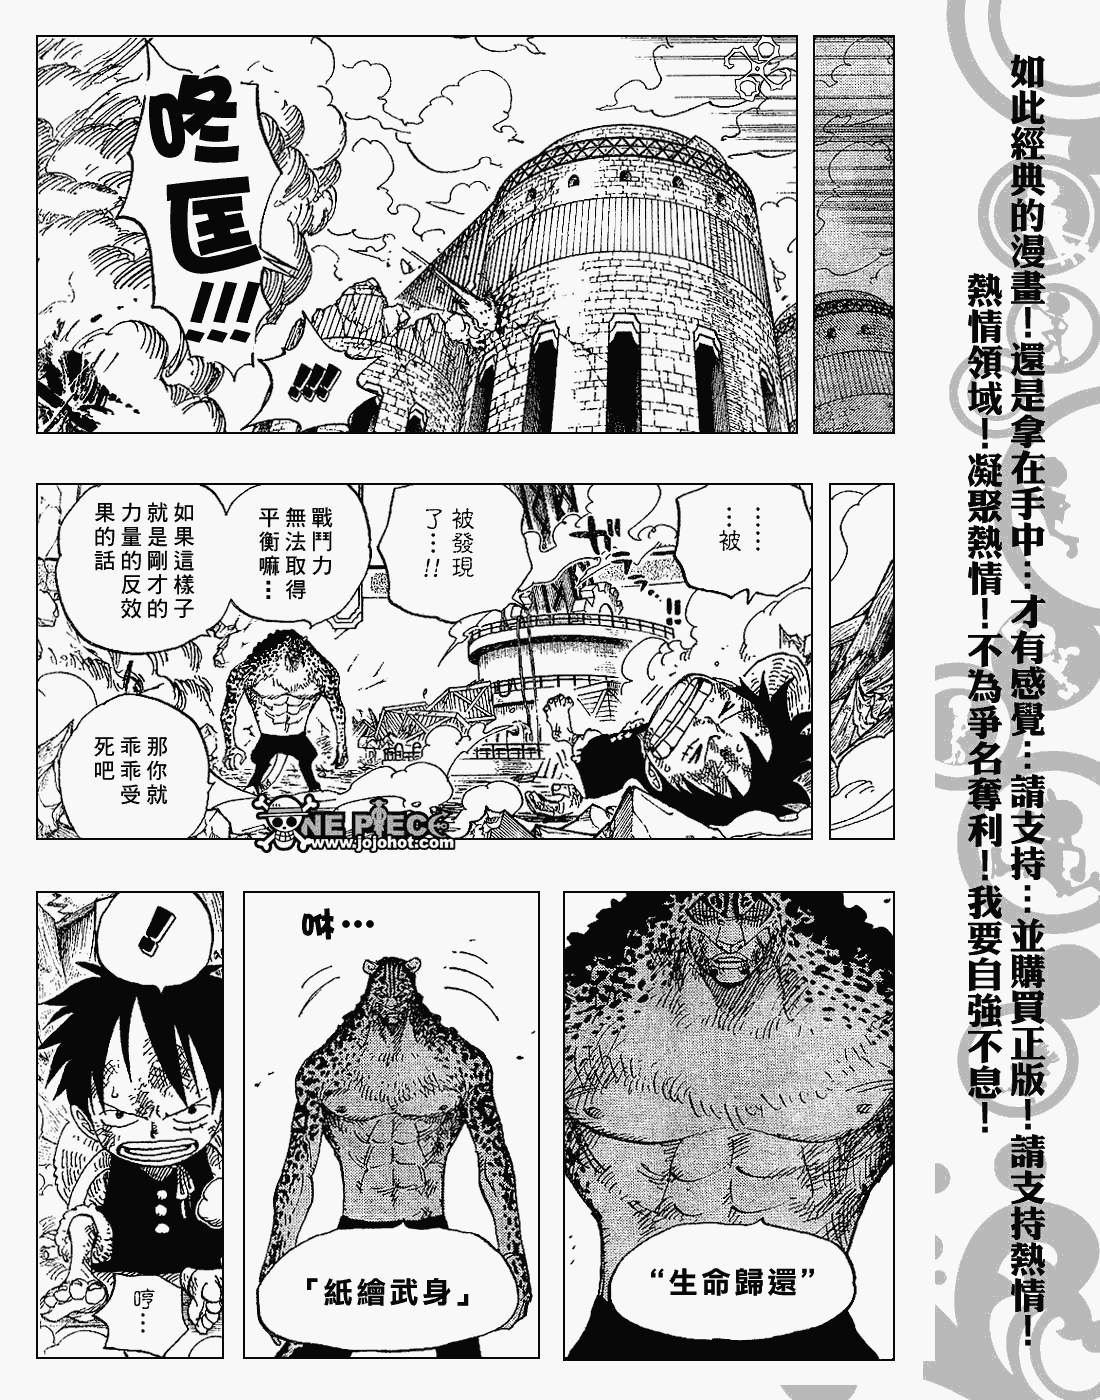 咚
匡
!!!
!!!
……
…被
被發現
了…!!
戰鬥力
無法取得
平衡嘛…
如果這樣子
就是剛才的
力量的反效
果的話
那你就
乖乖受
死吧
!!
ONE PIECE
www.jojohot.com
“生命歸還”
咻…
「紙繪武身」
!
哼…
如此經典的漫畫！還是拿在手中…才有感覺…請支持…並購買正版！請支持熱情！
熱情領域！凝聚熱情！不為爭名奪利！我要自強不息！